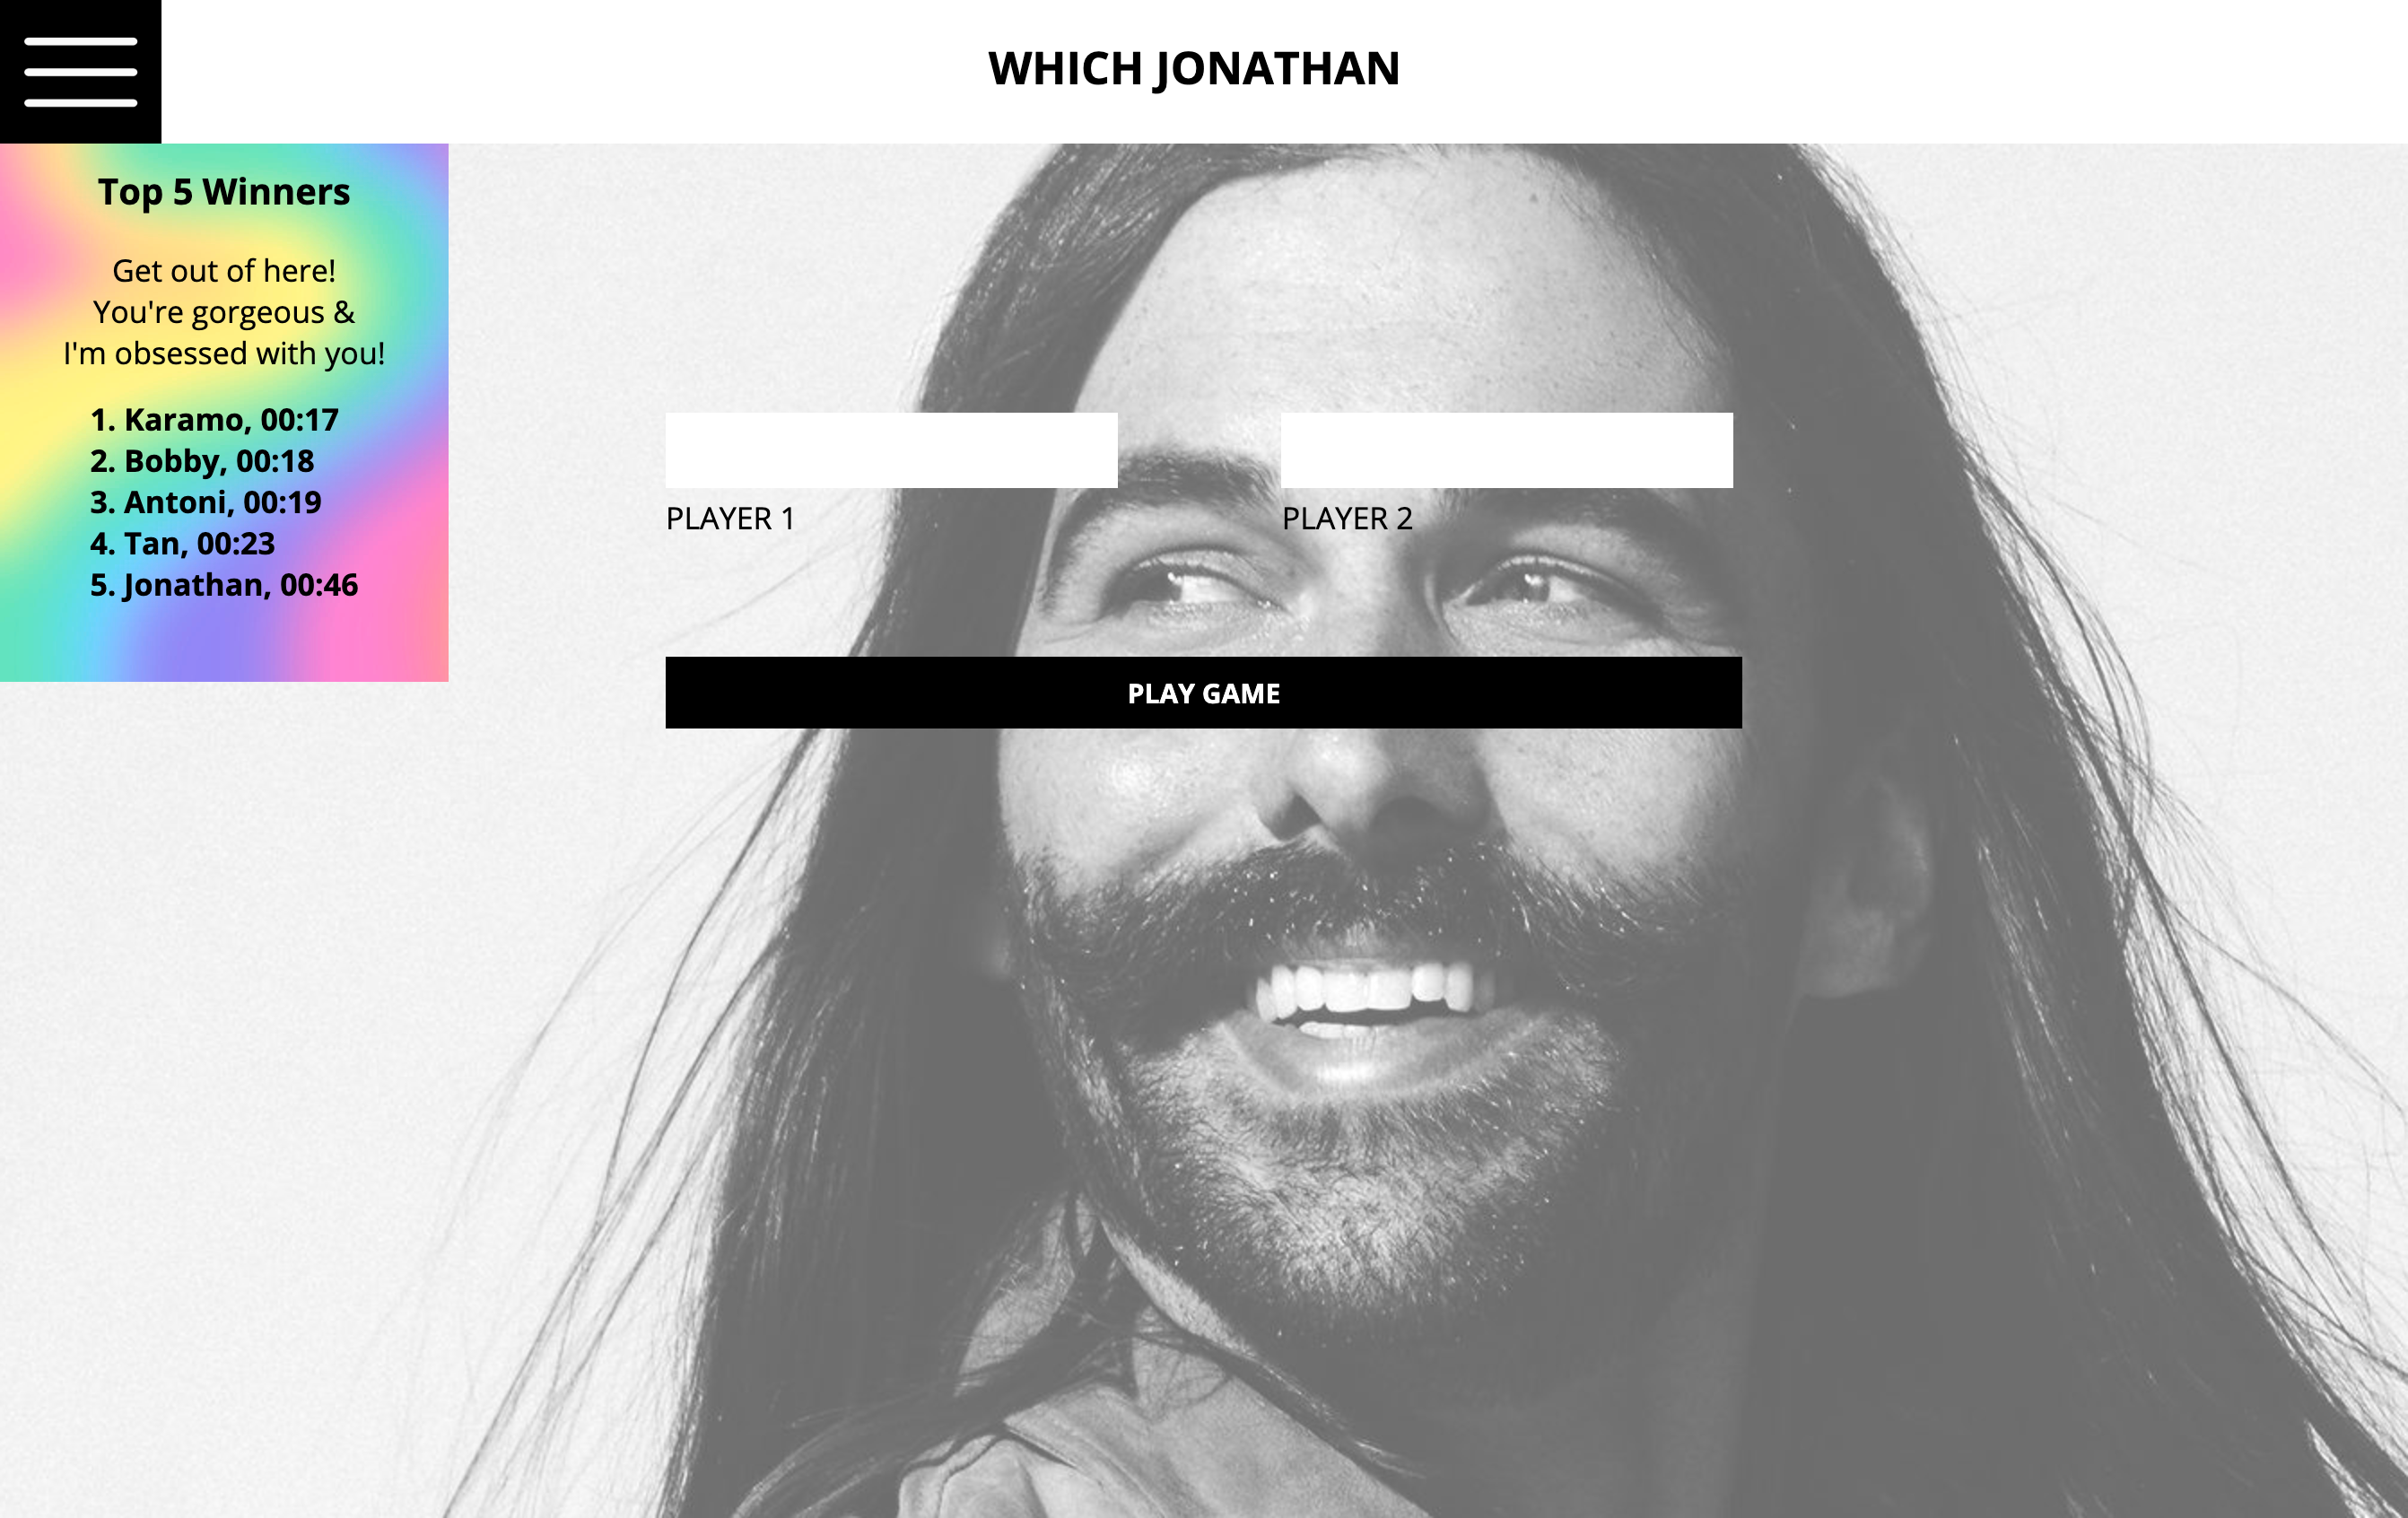 WHICH JONATHAN
Top 5 Winners
Get out of here!
You're gorgeous &
I'm obsessed with you!
1. Karamo, 00:17
2. Bobby, 00:18
3. Antoni, 00:19
4. Tan, 00:23
5. Jonathan, 00:46
PLAYER 1
PLAYER 2
PLAY GAME